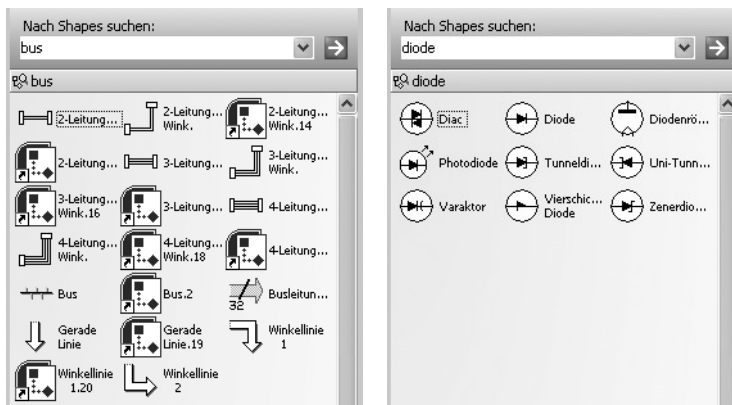 Nach Shapes suchen:
bus
bus
2-Leitung...
2-Leitung...
Wink.
2-Leitung...
Wink.14
2-Leitung...
3-Leitung...
3-Leitung...
Wink.
3-Leitung...
Wink.16
3-Leitung...
4-Leitung...
4-Leitung...
Wink.
4-Leitung...
Wink.18
4-Leitung...
Bus
Bus.2
32
Busleitun...
Gerade
Linie
Gerade
Linie.19
Winkellinie
1
Winkellinie
1.20
Winkellinie
2
Nach Shapes suchen:
diode
diode
Diac
Diode
Diodenrö...
Photodiode
Tunneldi...
Uni-Tunn...
Varaktor
Vierschic...
Diode
Zenerdio...